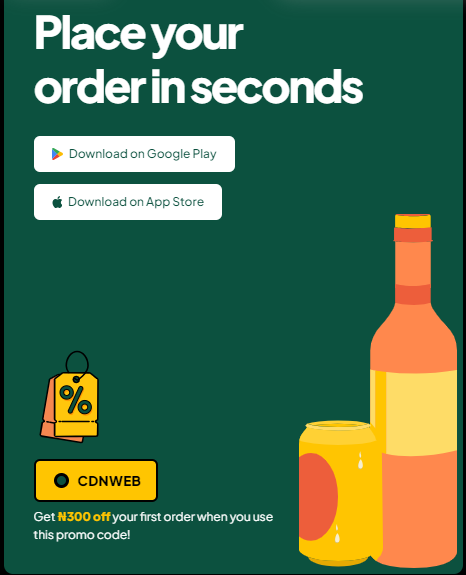 Place your
order in seconds
Download on Google Play
Download on App Store
%
CDNWEB
Get ₦300 off your first order when you use
this promo code!